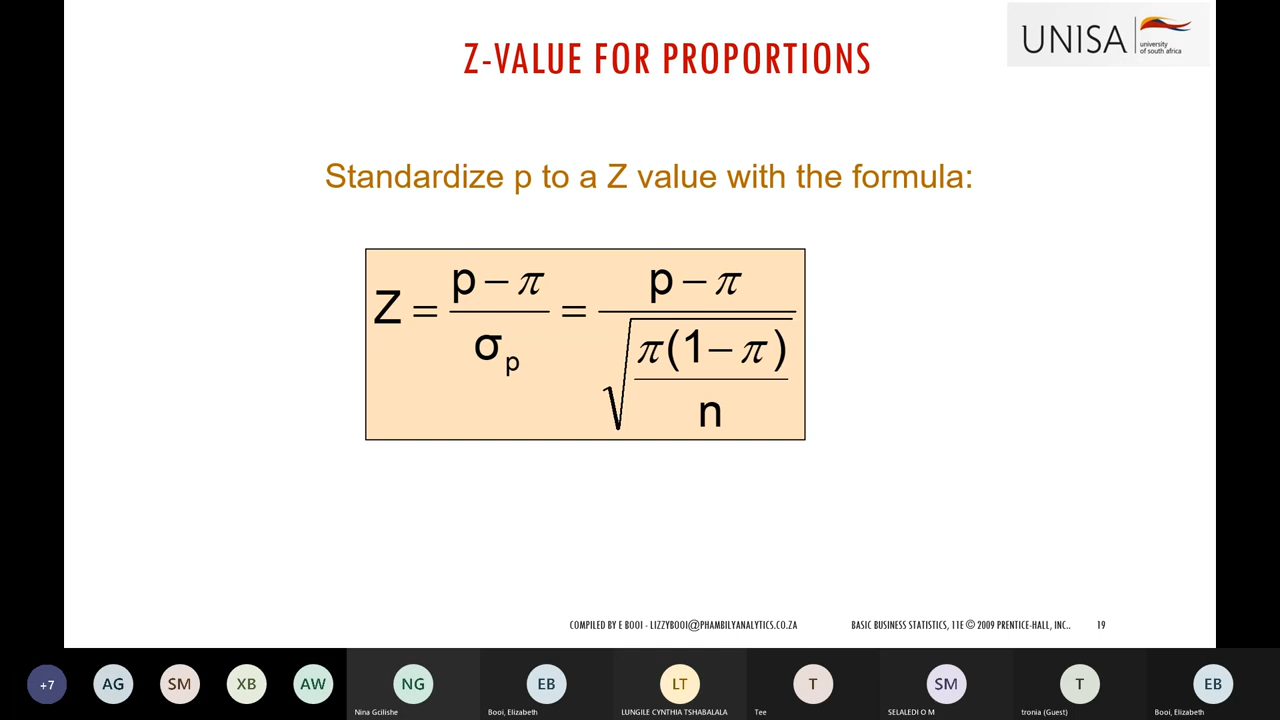 UNISA
university
of south africa
Z-VALUE FOR PROPORTIONS
Standardize p to a Z value with the formula:
Z = (p − π) / σp = (p − π) / √(π(1 − π) / n)
COMPILED BY E BOOI - LIZZYBOOI@PHAMBILYANALYTICS.CO.ZA
BASIC BUSINESS STATISTICS, 11E © 2009 PRENTICE-HALL, INC..
19
+7
AG
SM
XB
AW
NG
EB
LT
T
SM
T
EB
Nina Gcilishe
Booi, Elizabeth
LUNGILE CYNTHIA TSHABALALA
Tee
SELALEDI O M
tronia (Guest)
Booi, Elizabeth